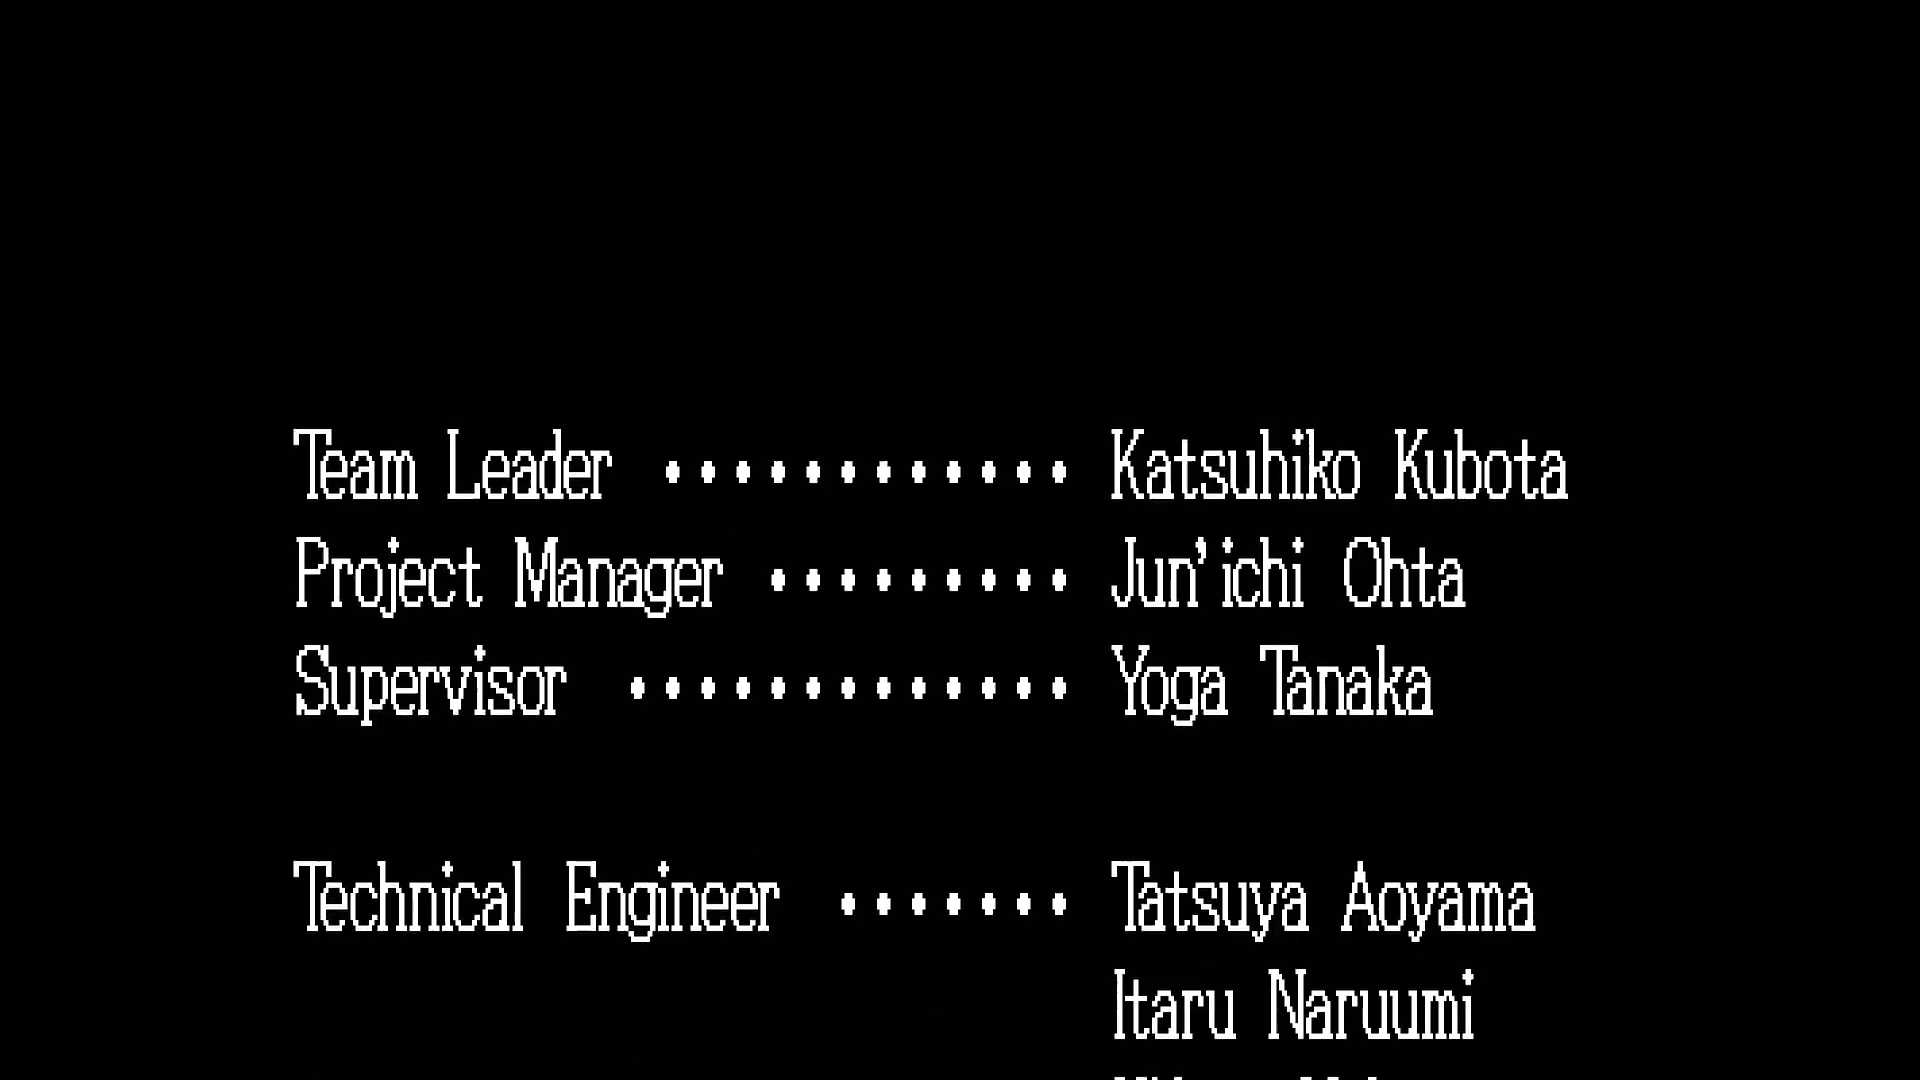 Team Leader ············ Katsuhiko Kubota
Project Manager ········· Jun'ichi Ohta
Supervisor ············· Yoga Tanaka
Technical Engineer ······· Tatsuya Aoyama
Itaru Naruumi